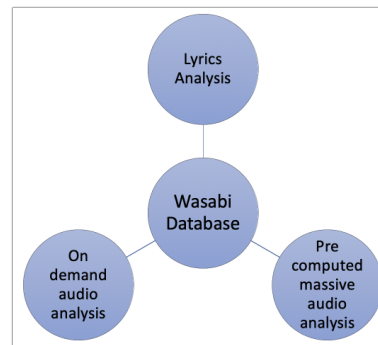 Lyrics
Analysis
Wasabi
Database
On
demand
audio
analysis
Pre
computed
massive
audio
analysis